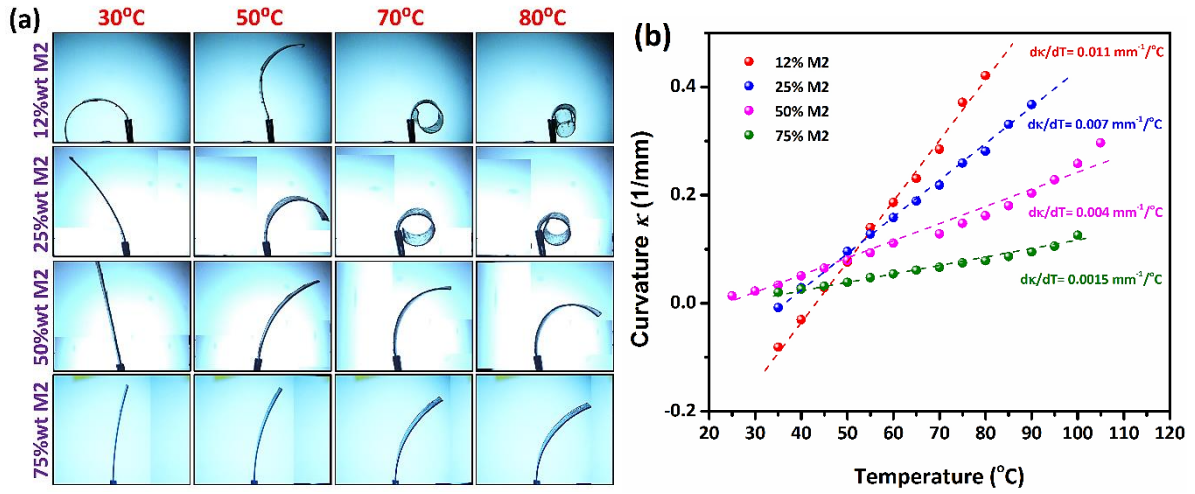 (a)
30°C 50°C 70°C 80°C
12%wt M2
25%wt M2
50%wt M2
75%wt M2
(b)
12% M2
25% M2
50% M2
75% M2
dκ/dT= 0.011 mm⁻¹/°C
dκ/dT= 0.007 mm⁻¹/°C
dκ/dT= 0.004 mm⁻¹/°C
dκ/dT= 0.0015 mm⁻¹/°C
Curvature κ (1/mm)
0.4
0.2
0.0
-0.2
20 30 40 50 60 70 80 90 100 110 120
Temperature (°C)